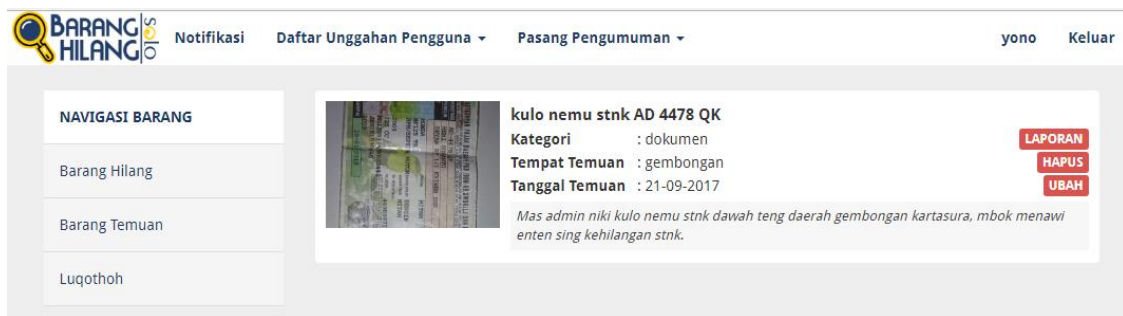 BARANG HILANG solo
Notifikasi
Daftar Unggahan Pengguna
Pasang Pengumuman
yono
Keluar
NAVIGASI BARANG
Barang Hilang
Barang Temuan
Luqothoh
kulo nemu stnk AD 4478 QK
Kategori : dokumen
LAPORAN
Tempat Temuan : gembongan
HAPUS
Tanggal Temuan : 21-09-2017
UBAH
Mas admin niki kulo nemu stnk dawah teng daerah gembongan kartasura, mbok menawi
enten sing kehilangan stnk.